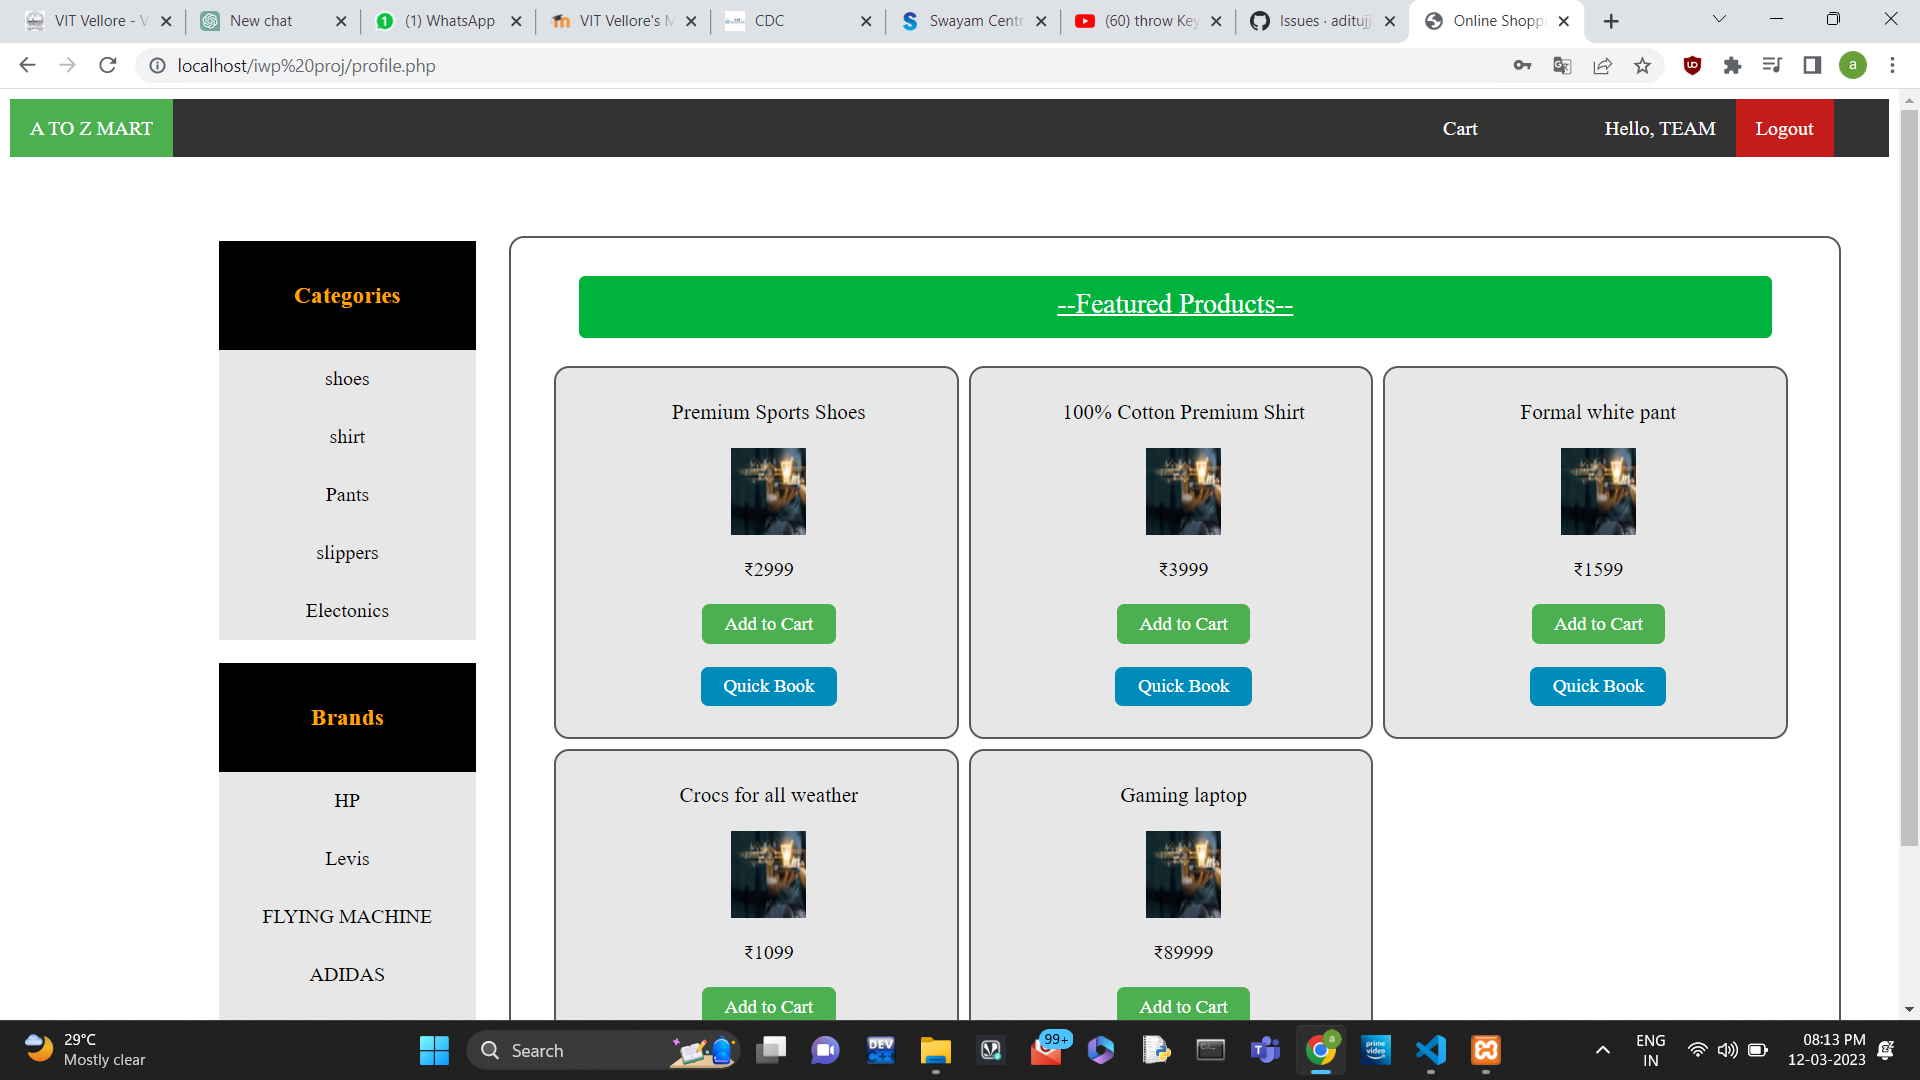 VIT Vellore - V
New chat
(1) WhatsApp
VIT Vellore's M
CDC
Swayam Centr
(60) throw Key
Issues · aditujj
Online Shoppi
localhost/iwp%20proj/profile.php
a
A TO Z MART
Cart
Hello, TEAM
Logout
Categories
shoes
shirt
Pants
slippers
Electonics
Brands
HP
Levis
FLYING MACHINE
ADIDAS
--Featured Products--
Premium Sports Shoes
₹2999
Add to Cart
Quick Book
100% Cotton Premium Shirt
₹3999
Add to Cart
Quick Book
Formal white pant
₹1599
Add to Cart
Quick Book
Crocs for all weather
₹1099
Add to Cart
Gaming laptop
₹89999
Add to Cart
29°C
Mostly clear
Search
DEV
99+
prime
video
ENG
IN
08:13 PM
12-03-2023